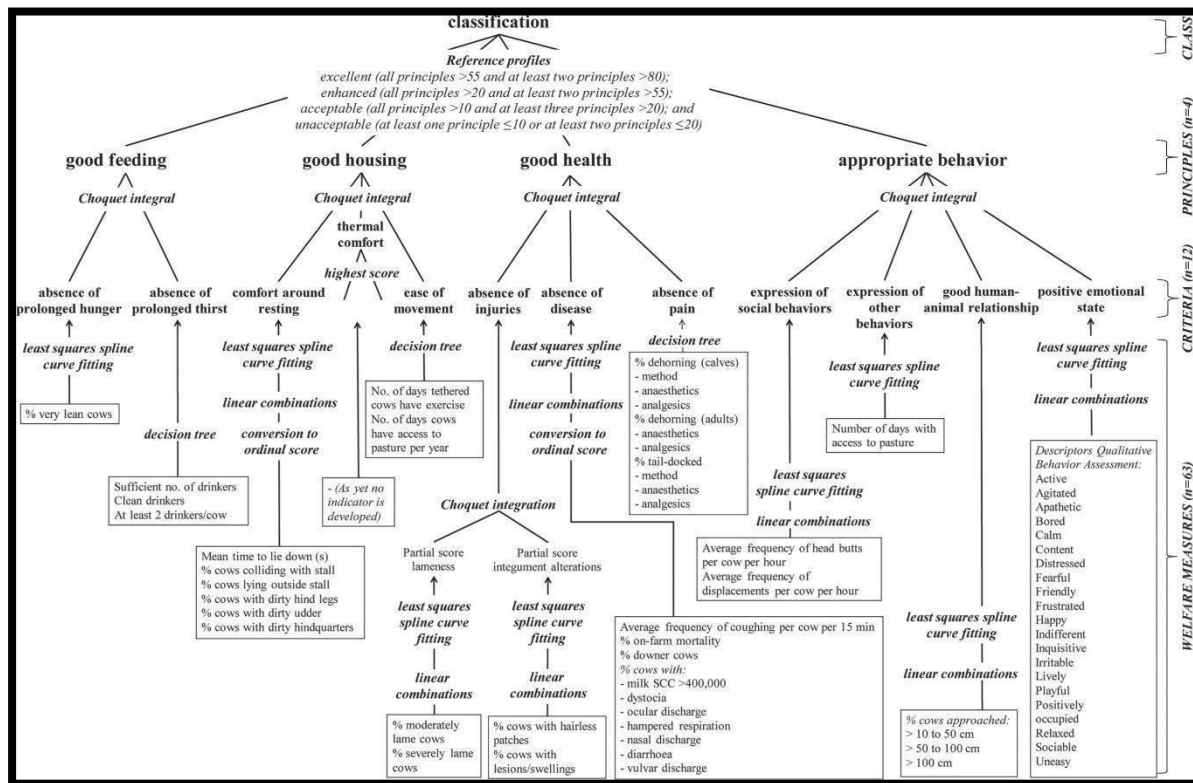 classification
Reference profiles
excellent (all principles >55 and at least two principles >80);
enhanced (all principles >20 and at least two principles >55);
acceptable (all principles >10 and at least three principles >20); and
unacceptable (at least one principle ≤10 or at least two principles ≤20)
CLASS
good feeding
good housing
good health
appropriate behavior
PRINCIPLES (n=4)
Choquet integral
Choquet integral
Choquet integral
Choquet integral
thermal
comfort
highest score
absence of
prolonged hunger
absence of
prolonged thirst
comfort around
resting
ease of
movement
absence of
injuries
absence of
disease
absence of
pain
expression of
social behaviors
expression of
other
behaviors
good human-
animal relationship
positive emotional
state
CRITERIA (n=12)
least squares spline
curve fitting
% very lean cows
decision tree
Sufficient no. of drinkers
Clean drinkers
At least 2 drinkers/cow
least squares spline
curve fitting
linear combinations
conversion to
ordinal score
Mean time to lie down (s)
% cows colliding with stall
% cows lying outside stall
% cows with dirty hind legs
% cows with dirty udder
% cows with dirty hindquarters
- (As yet no
indicator is
developed)
decision tree
No. of days tethered
cows have exercise
No. of days cows
have access to
pasture per year
Choquet integration
Partial score
lameness
least squares
spline curve
fitting
linear
combinations
% moderately
lame cows
% severely lame
cows
Partial score
integument alterations
least squares
spline curve
fitting
linear
combinations
% cows with hairless
patches
% cows with
lesions/swellings
least squares spline
curve fitting
linear combinations
conversion to
ordinal score
Average frequency of coughing per cow per 15 min
% on-farm mortality
% downer cows
% cows with:
- milk SCC >400,000
- dystocia
- ocular discharge
- hampered respiration
- nasal discharge
- diarrhoea
- vulvar discharge
decision tree
% dehorning (calves)
- method
- anaesthetics
- analgesics
% dehorning (adults)
- anaesthetics
- analgesics
% tail-docked
- method
- anaesthetics
- analgesics
least squares
spline curve fitting
linear combinations
Average frequency of head butts
per cow per hour
Average frequency of
displacements per cow per hour
least squares spline
curve fitting
Number of days with
access to pasture
least squares spline
curve fitting
linear combinations
% cows approached:
> 10 to 50 cm
> 50 to 100 cm
> 100 cm
least squares spline
curve fitting
linear combinations
Descriptors Qualitative
Behavior Assessment:
Active
Agitated
Apathetic
Bored
Calm
Content
Distressed
Fearful
Friendly
Frustrated
Happy
Indifferent
Inquisitive
Irritable
Lively
Playful
Positively
occupied
Relaxed
Sociable
Uneasy
WELFARE MEASURES (n=63)